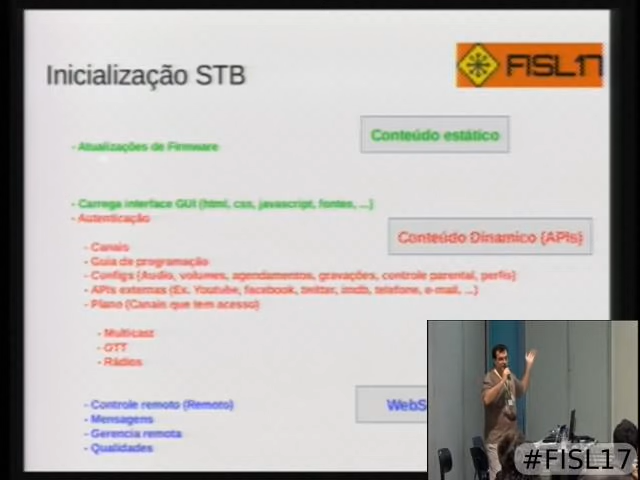 FISL17
Inicialização STB
Conteúdo estático
- Atualizações de Firmware
- Carrega interface GUI (html, css, javascript, fontes, ...)
- Autenticação
Conteúdo Dinamico (APIs)
- Canais
- Guia de programação
- Configs (Audio, volumes, agendamentos, gravações, controle parental, perfis)
- APIs externas (Ex. Youtube, facebook, twitter, imdb, telefone, e-mail, ...)
- Plano (Canais que tem acesso)
- Multicast
- OTT
- Rádios
- Controle remoto (Remoto)
WebS
- Mensagens
- Gerencia remota
- Qualidades
#FISL17